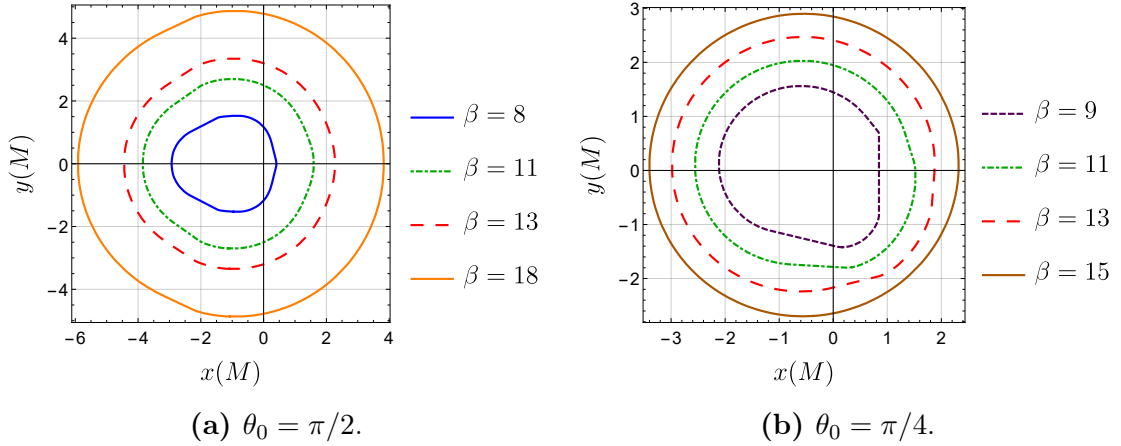 4
2
0
−2
−4
−6 −4 −2 0 2 4
x(M)
y(M)
β = 8
β = 11
β = 13
β = 18
(a) θ₀ = π/2.
3
2
1
0
−1
−2
−3 −2 −1 0 1 2
x(M)
y(M)
β = 9
β = 11
β = 13
β = 15
(b) θ₀ = π/4.